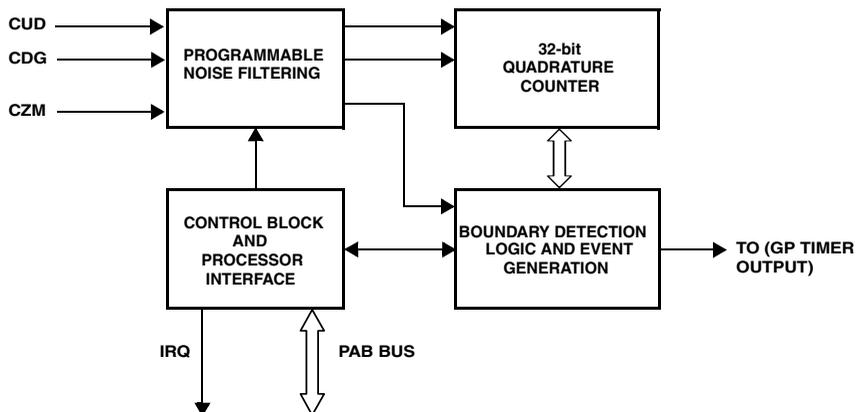 CUD
CDG
CZM
PROGRAMMABLE
NOISE FILTERING
32-bit
QUADRATURE
COUNTER
CONTROL BLOCK
AND
PROCESSOR
INTERFACE
BOUNDARY DETECTION
LOGIC AND EVENT
GENERATION
TO (GP TIMER
OUTPUT)
IRQ
PAB BUS